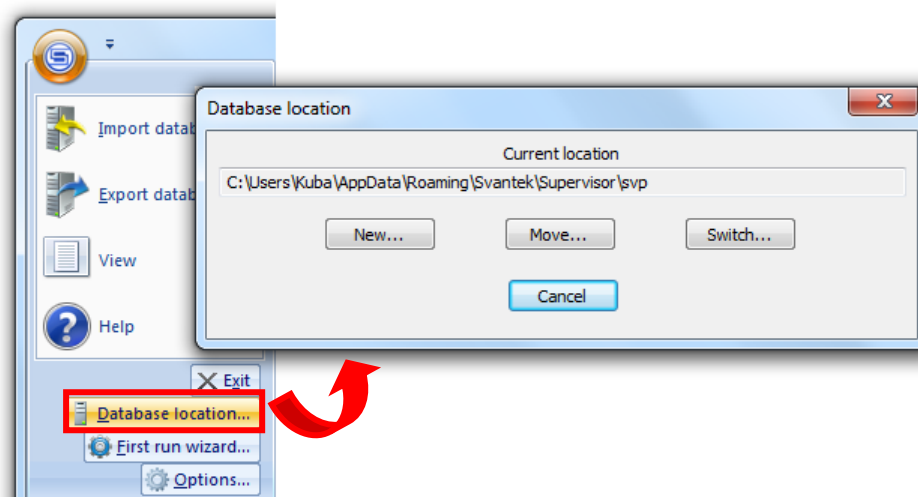 Import datab
Export datab
View
Help
Exit
Database location...
First run wizard...
Options...
Database location
Current location
C:\Users\Kuba\AppData\Roaming\Svantek\Supervisor\svp
New...
Move...
Switch...
Cancel